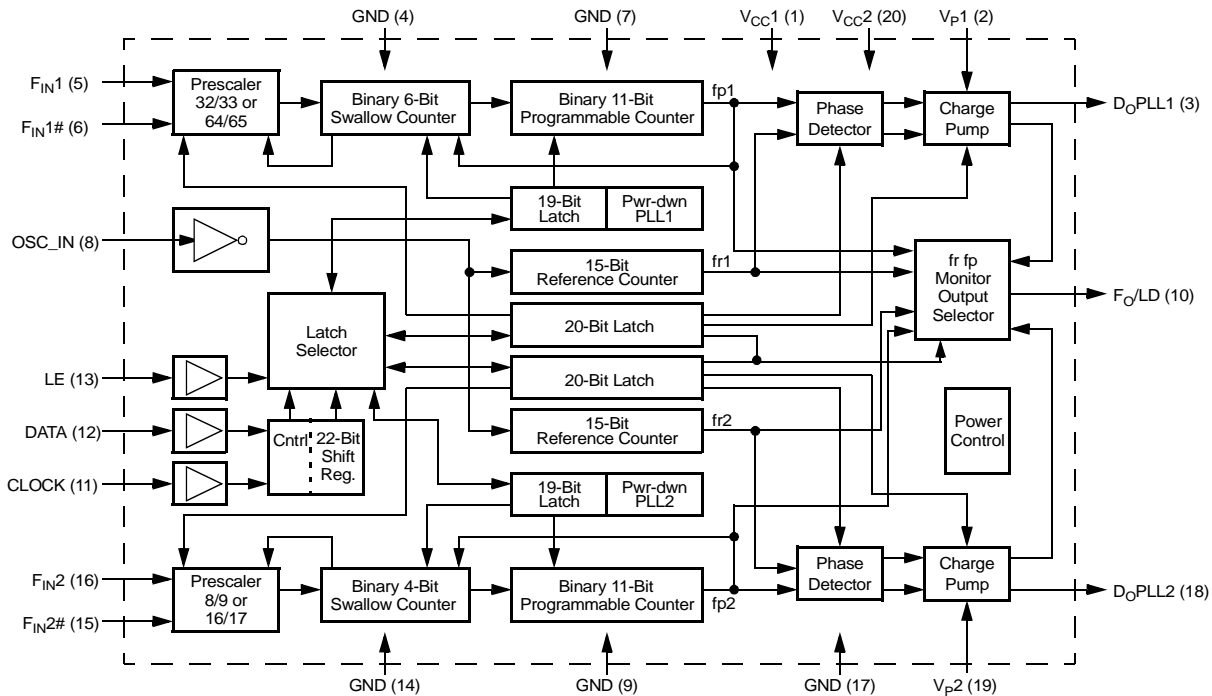 GND (4)
GND (7)
VCC1 (1)
VCC2 (20)
VP1 (2)
FIN1 (5)
FIN1# (6)
Prescaler
32/33 or
64/65
Binary 6-Bit
Swallow Counter
Binary 11-Bit
Programmable Counter
fp1
Phase
Detector
Charge
Pump
DOPLL1 (3)
19-Bit
Latch
Pwr-dwn
PLL1
OSC_IN (8)
15-Bit
Reference Counter
fr1
fr fp
Monitor
Output
Selector
FO/LD (10)
Latch
Selector
20-Bit Latch
20-Bit Latch
LE (13)
DATA (12)
CLOCK (11)
Cntrl
22-Bit
Shift
Reg.
15-Bit
Reference Counter
fr2
Power
Control
19-Bit
Latch
Pwr-dwn
PLL2
FIN2 (16)
FIN2# (15)
Prescaler
8/9 or
16/17
Binary 4-Bit
Swallow Counter
Binary 11-Bit
Programmable Counter
fp2
Phase
Detector
Charge
Pump
DOPLL2 (18)
GND (14)
GND (9)
GND (17)
VP2 (19)